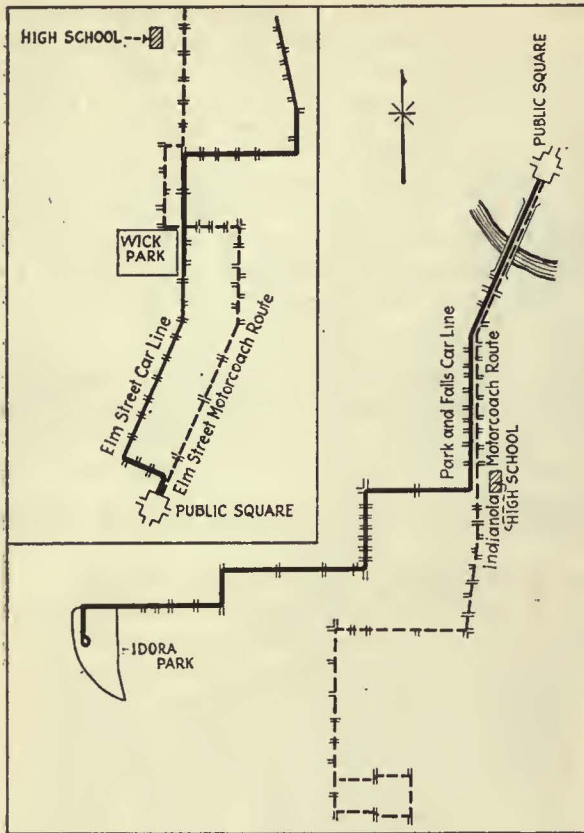 HIGH SCHOOL
WICK
PARK
Elm Street Car Line
Elm Street Motorcoach Route
PUBLIC SQUARE
PUBLIC SQUARE
Park and Falls Car Line
Indianola Motorcoach Route
HIGH SCHOOL
IDORA
PARK